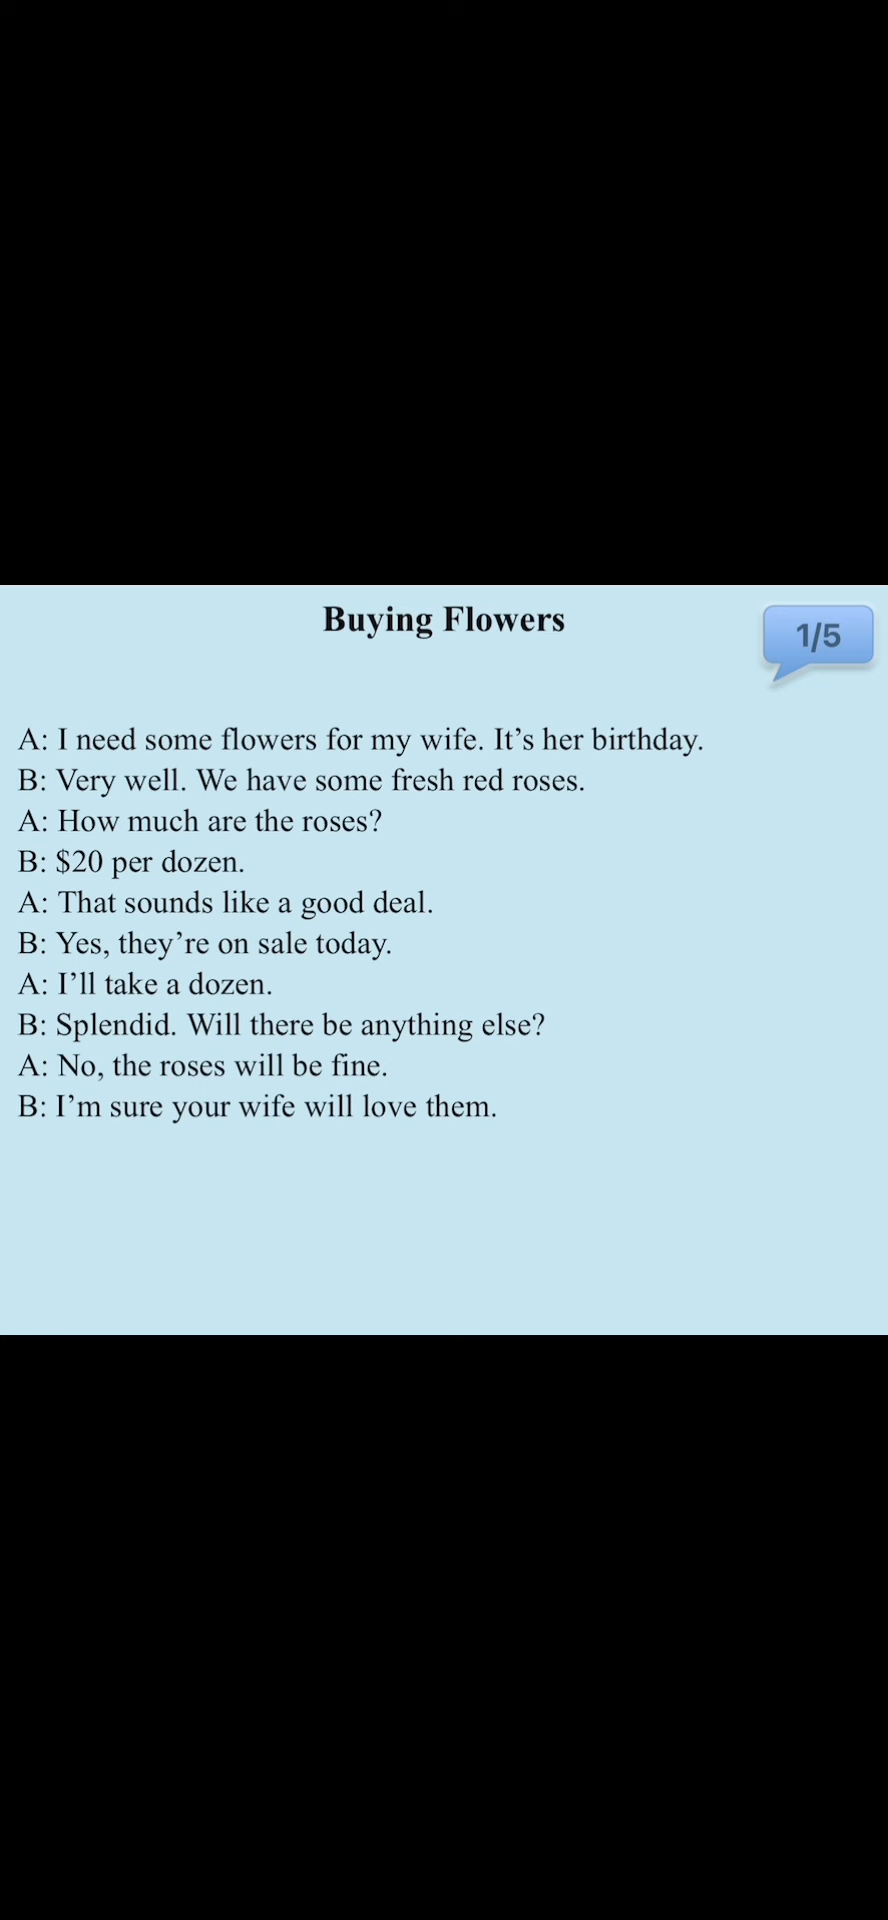 Buying Flowers
1/5
A: I need some flowers for my wife. It’s her birthday.
B: Very well. We have some fresh red roses.
A: How much are the roses?
B: $20 per dozen.
A: That sounds like a good deal.
B: Yes, they’re on sale today.
A: I’ll take a dozen.
B: Splendid. Will there be anything else?
A: No, the roses will be fine.
B: I’m sure your wife will love them.